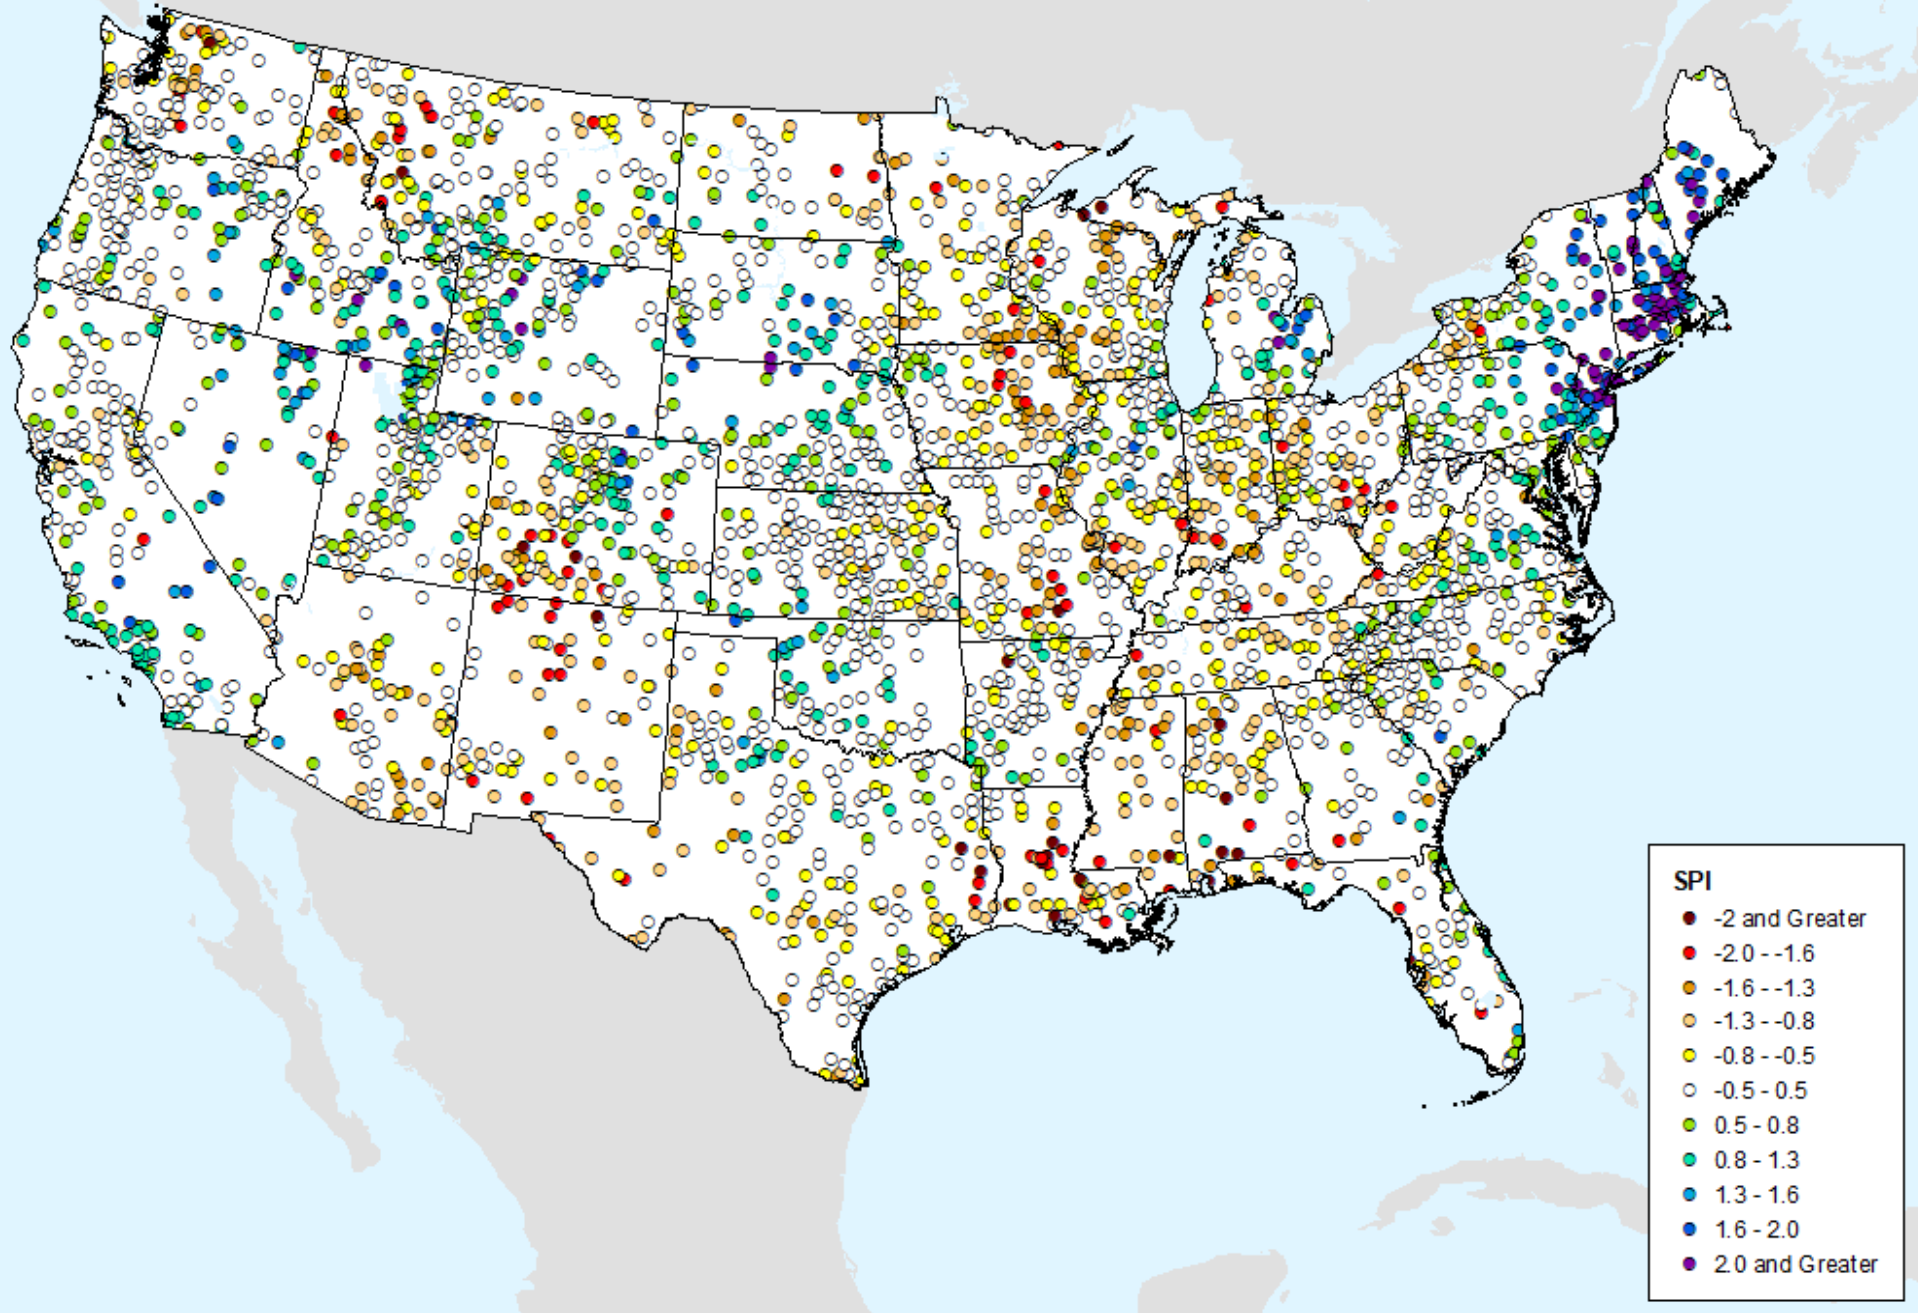 SPI
-2 and Greater
-2.0 - -1.6
-1.6 - -1.3
-1.3 - -0.8
-0.8 - -0.5
-0.5 - 0.5
0.5 - 0.8
0.8 - 1.3
1.3 - 1.6
1.6 - 2.0
2.0 and Greater